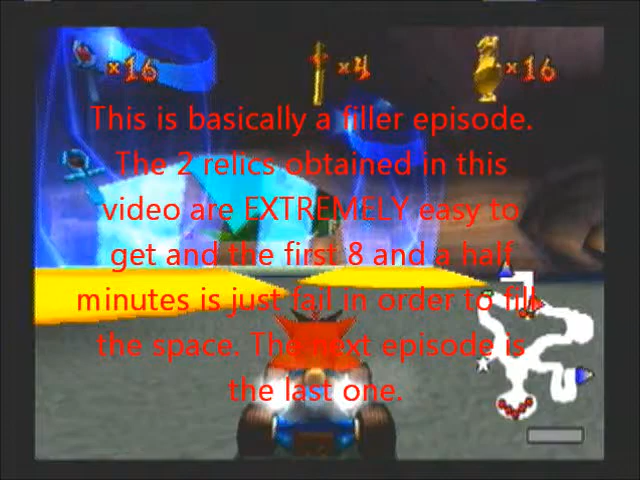 ×16 ×4 ×16
This is basically a filler episode.
The 2 relics obtained in this
video are EXTREMELY easy to
get and the first 8 and a half
minutes is just fail in order to fill
the space. The next episode is
the last one.